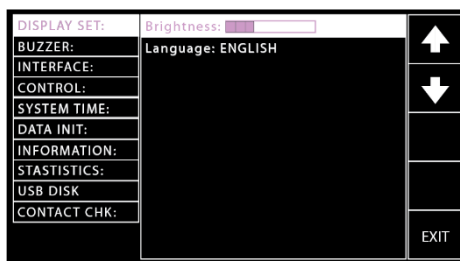 DISPLAY SET:
BUZZER:
INTERFACE:
CONTROL:
SYSTEM TIME:
DATA INIT:
INFORMATION:
STASTISTICS:
USB DISK
CONTACT CHK:
Brightness:
Language: ENGLISH
EXIT